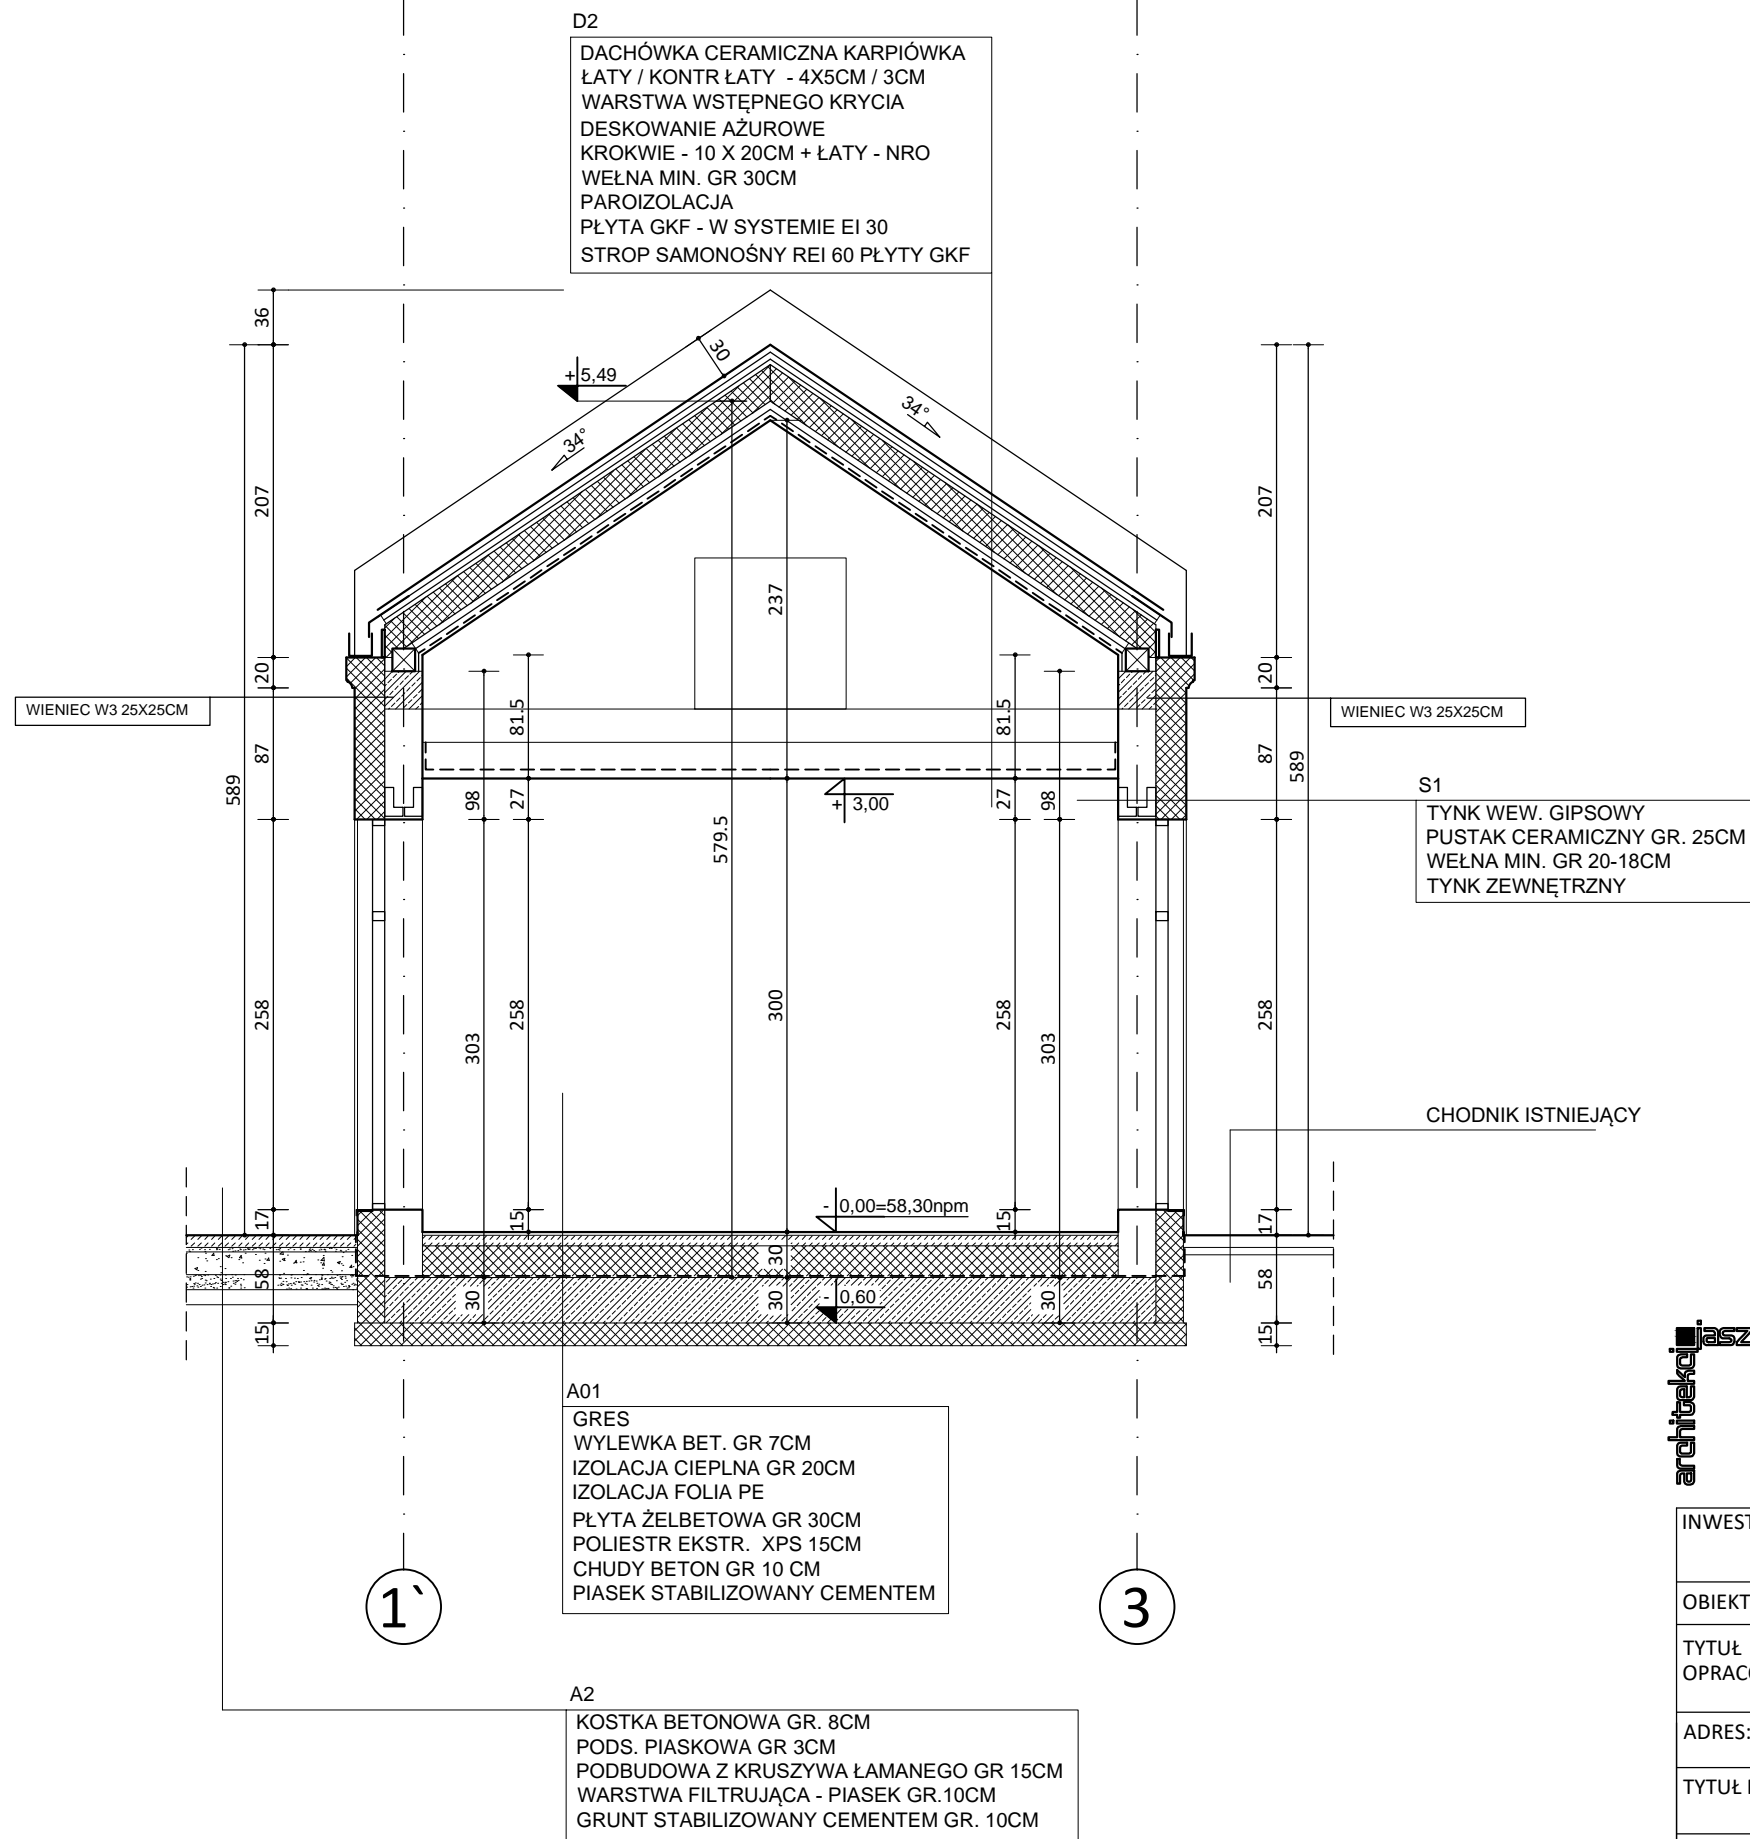 D2
DACHÓWKA CERAMICZNA KARPIÓWKA
ŁATY / KONTR ŁATY - 4X5CM / 3CM
WARSTWA WSTĘPNEGO KRYCIA
DESKOWANIE AŻUROWE
KROKWIE - 10 X 20CM + ŁATY - NRO
WEŁNA MIN. GR 30CM
PAROIZOLACJA
PŁYTA GKF - W SYSTEMIE EI 30
STROP SAMONOŚNY REI 60 PŁYTY GKF
36
30
+ 5,49
34°
34°
207
207
237
20
20
WIENIEC W3 25X25CM
WIENIEC W3 25X25CM
81.5
81.5
87
87
589
589
98
27
27
98
+ 3,00
579.5
S1
TYNK WEW. GIPSOWY
PUSTAK CERAMICZNY GR. 25CM
WEŁNA MIN. GR 20-18CM
TYNK ZEWNĘTRZNY
258
303
258
300
258
303
258
CHODNIK ISTNIEJĄCY
17
15
- 0,00=58,30npm
15
17
30
58
30
30
- 0,60
30
58
15
15
jasz
architekci
A01
GRES
WYLEWKA BET. GR 7CM
IZOLACJA CIEPLNA GR 20CM
IZOLACJA FOLIA PE
PŁYTA ŻELBETOWA GR 30CM
POLIESTR EKSTR. XPS 15CM
CHUDY BETON GR 10 CM
PIASEK STABILIZOWANY CEMENTEM
1`
3
INWEST
OBIEKT
TYTUŁ
OPRAC
ADRES:
TYTUŁ
A2
KOSTKA BETONOWA GR. 8CM
PODS. PIASKOWA GR 3CM
PODBUDOWA Z KRUSZYWA ŁAMANEGO GR 15CM
WARSTWA FILTRUJĄCA - PIASEK GR.10CM
GRUNT STABILIZOWANY CEMENTEM GR. 10CM